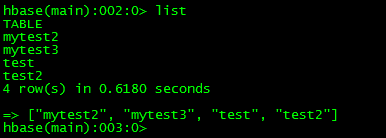 hbase(main):002:0> list
TABLE
mytest2
mytest3
test
test2
4 row(s) in 0.6180 seconds
=> ["mytest2", "mytest3", "test", "test2"]
hbase(main):003:0>